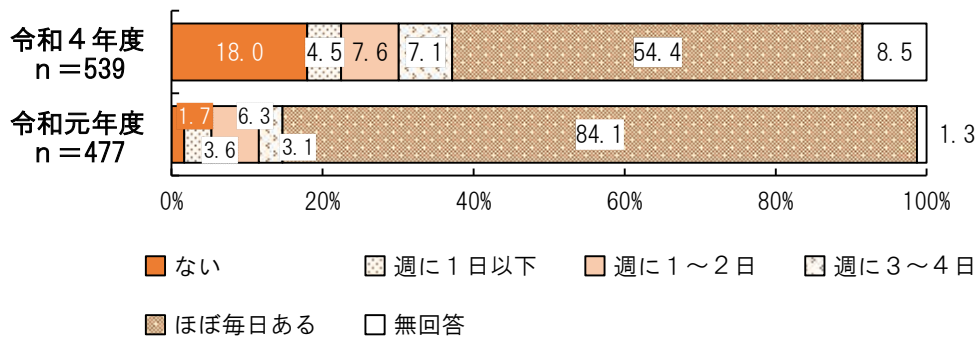 令和４年度
n＝539
18.0 4.5 7.6 7.1 54.4 8.5
令和元年度
n＝477
1.7 3.6 6.3 3.1 84.1 1.3
0% 20% 40% 60% 80% 100%
ない 週に１日以下 週に１～２日 週に３～４日
ほぼ毎日ある 無回答